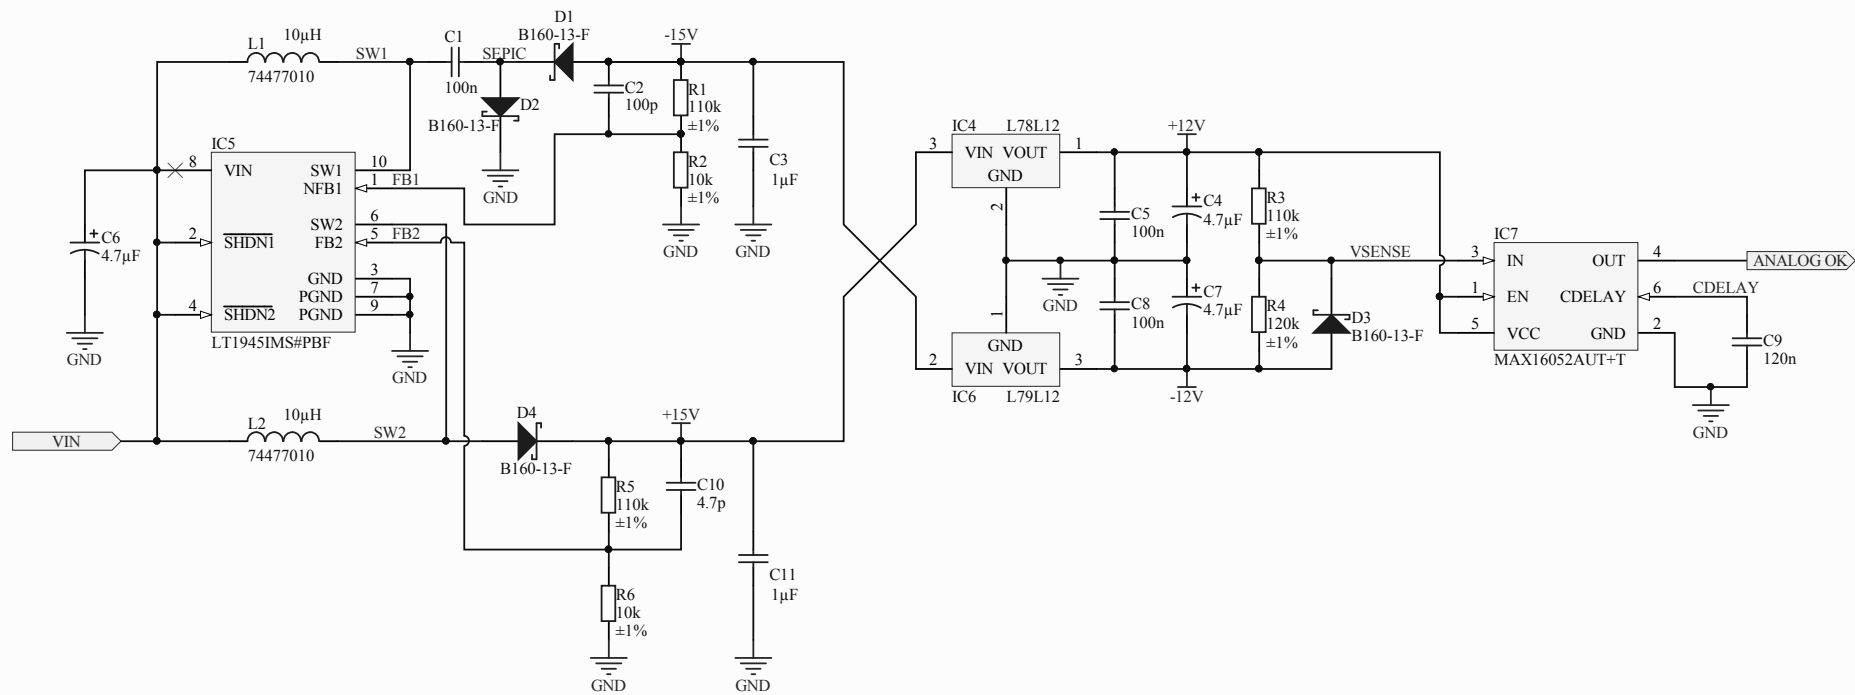 L1
10µH
74477010
SW1
C1
100n
SEPIC
D1
B160-13-F
D2
B160-13-F
GND
C2
100p
-15V
R1
110k
±1%
R2
10k
±1%
GND
C3
1µF
GND
IC5
8 VIN
SW1 10
NFB1 1 FB1
SW2 6
2 SHDN1
FB2 5 FB2
GND 3
PGND 7
4 SHDN2
PGND 9
LT1945IMS#PBF
GND
C6
4.7µF
GND
VIN
L2
10µH
74477010
SW2
D4
B160-13-F
+15V
R5
110k
±1%
C10
4.7p
R6
10k
±1%
GND
C11
1µF
GND
IC4 L78L12
3 VIN VOUT 1
GND
2
GND
1
GND
2 VIN VOUT 3
IC6 L79L12
C5
100n
C8
100n
+12V
C4
4.7µF
C7
4.7µF
-12V
R3
110k
±1%
R4
120k
±1%
D3
B160-13-F
VSENSE
IC7
3 IN OUT 4
1 EN CDELAY 6
5 VCC GND 2
MAX16052AUT+T
ANALOG OK
CDELAY
C9
120n
GND